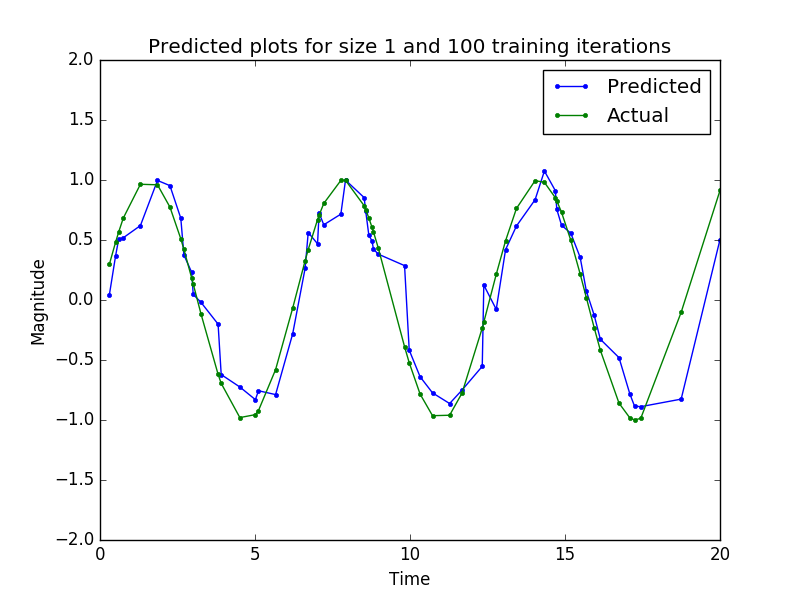 Predicted plots for size 1 and 100 training iterations
2.0
1.5
1.0
0.5
0.0
−0.5
−1.0
−1.5
−2.0
Magnitude
Predicted
Actual
0 5 10 15 20
Time